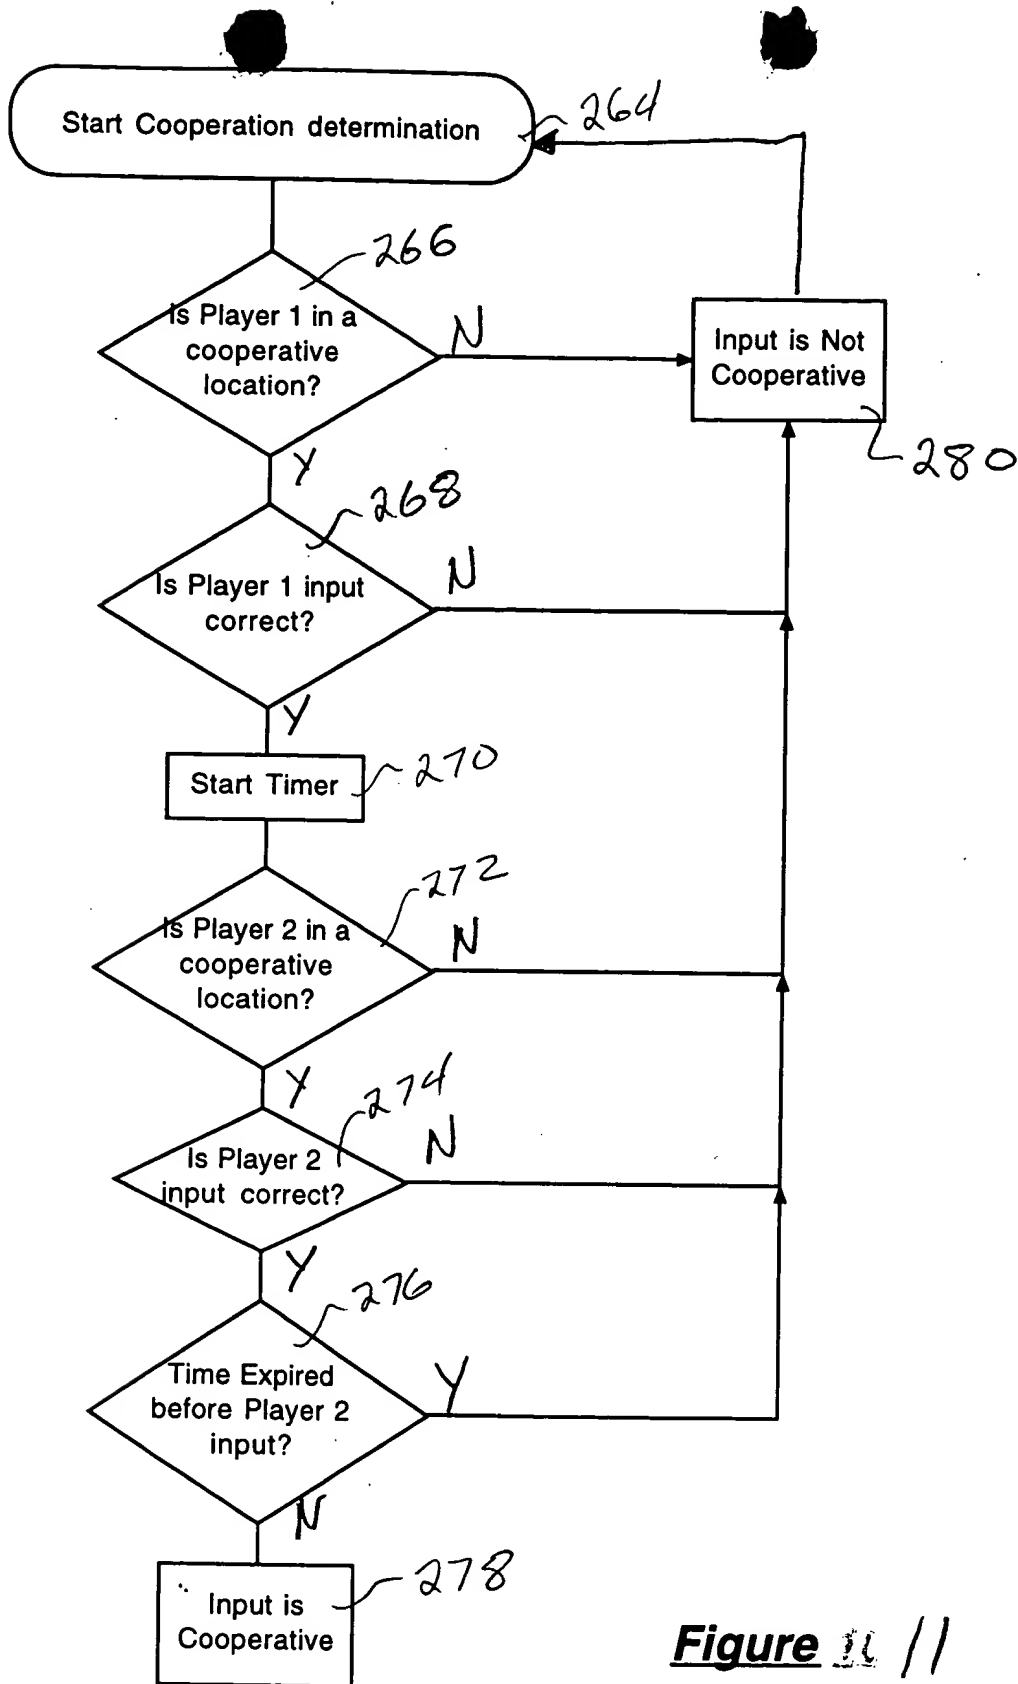 Start Cooperation determination
264
266
Is Player 1 in a
cooperative
location?
N
Input is Not
Cooperative
280
Y
268
Is Player 1 input
correct?
N
Y
Start Timer
270
272
Is Player 2 in a
cooperative
location?
N
Y
274
Is Player 2
input correct?
N
Y
276
Time Expired
before Player 2
input?
Y
N
278
Input is
Cooperative
Figure 11